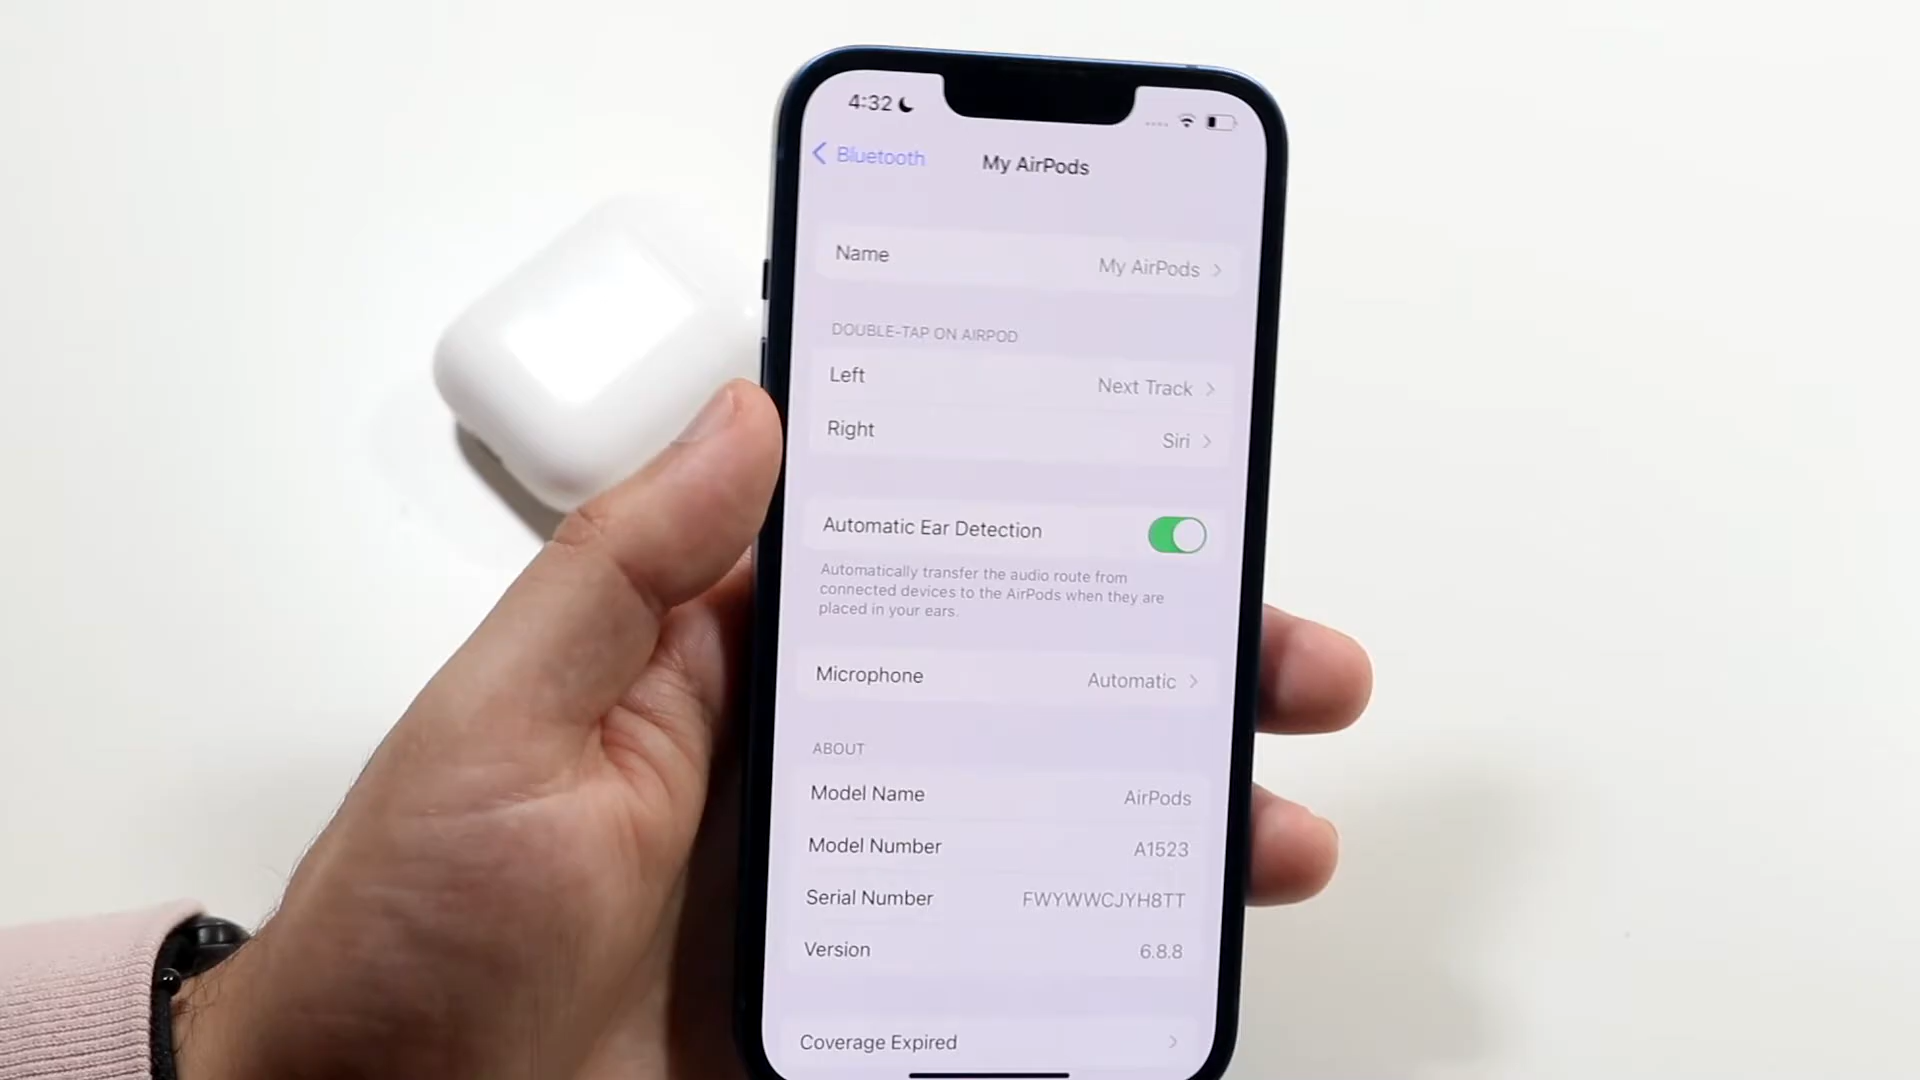 4:32
Bluetooth
My AirPods
Name My AirPods
DOUBLE-TAP ON AIRPOD
Left Next Track
Right Siri
Automatic Ear Detection
Automatically transfer the audio route from
connected devices to the AirPods when they are
placed in your ears.
Microphone Automatic
ABOUT
Model Name AirPods
Model Number A1523
Serial Number FWYWWCJYH8TT
Version 6.8.8
Coverage Expired